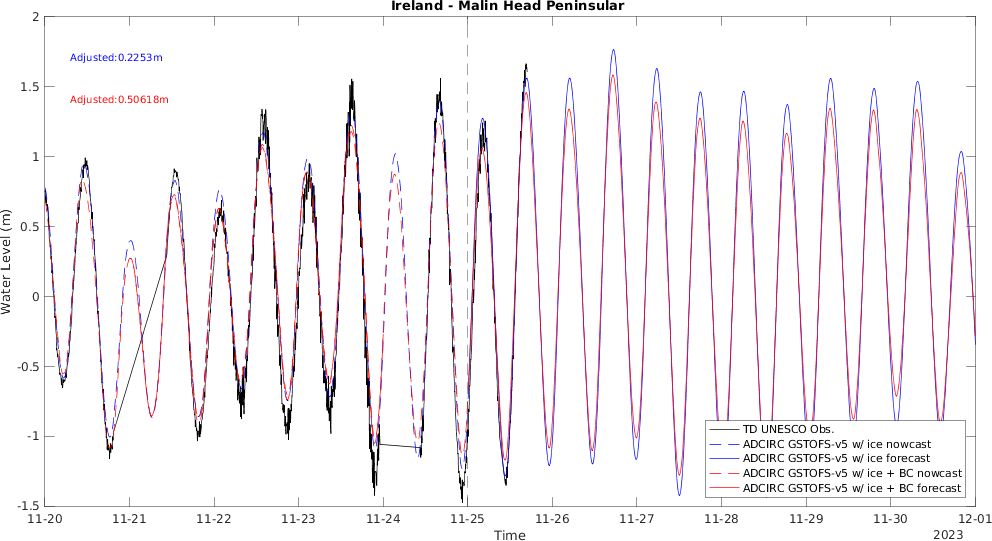 Ireland - Malin Head Peninsular
2
1.5
1
0.5
0
-0.5
-1
-1.5
Water Level (m)
Adjusted:0.2253m
Adjusted:0.50618m
TD UNESCO Obs.
ADCIRC GSTOFS-v5 w/ ice nowcast
ADCIRC GSTOFS-v5 w/ ice forecast
ADCIRC GSTOFS-v5 w/ ice + BC nowcast
ADCIRC GSTOFS-v5 w/ ice + BC forecast
11-20 11-21 11-22 11-23 11-24 11-25 11-26 11-27 11-28 11-29 11-30 12-01
Time
2023